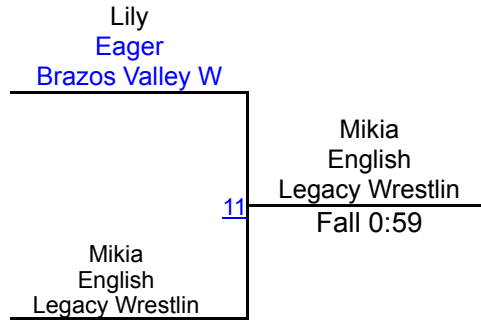 Lily
Eager
Brazos Valley W
Mikia
English
Legacy Wrestlin
11
Fall 0:59
Mikia
English
Legacy Wrestlin